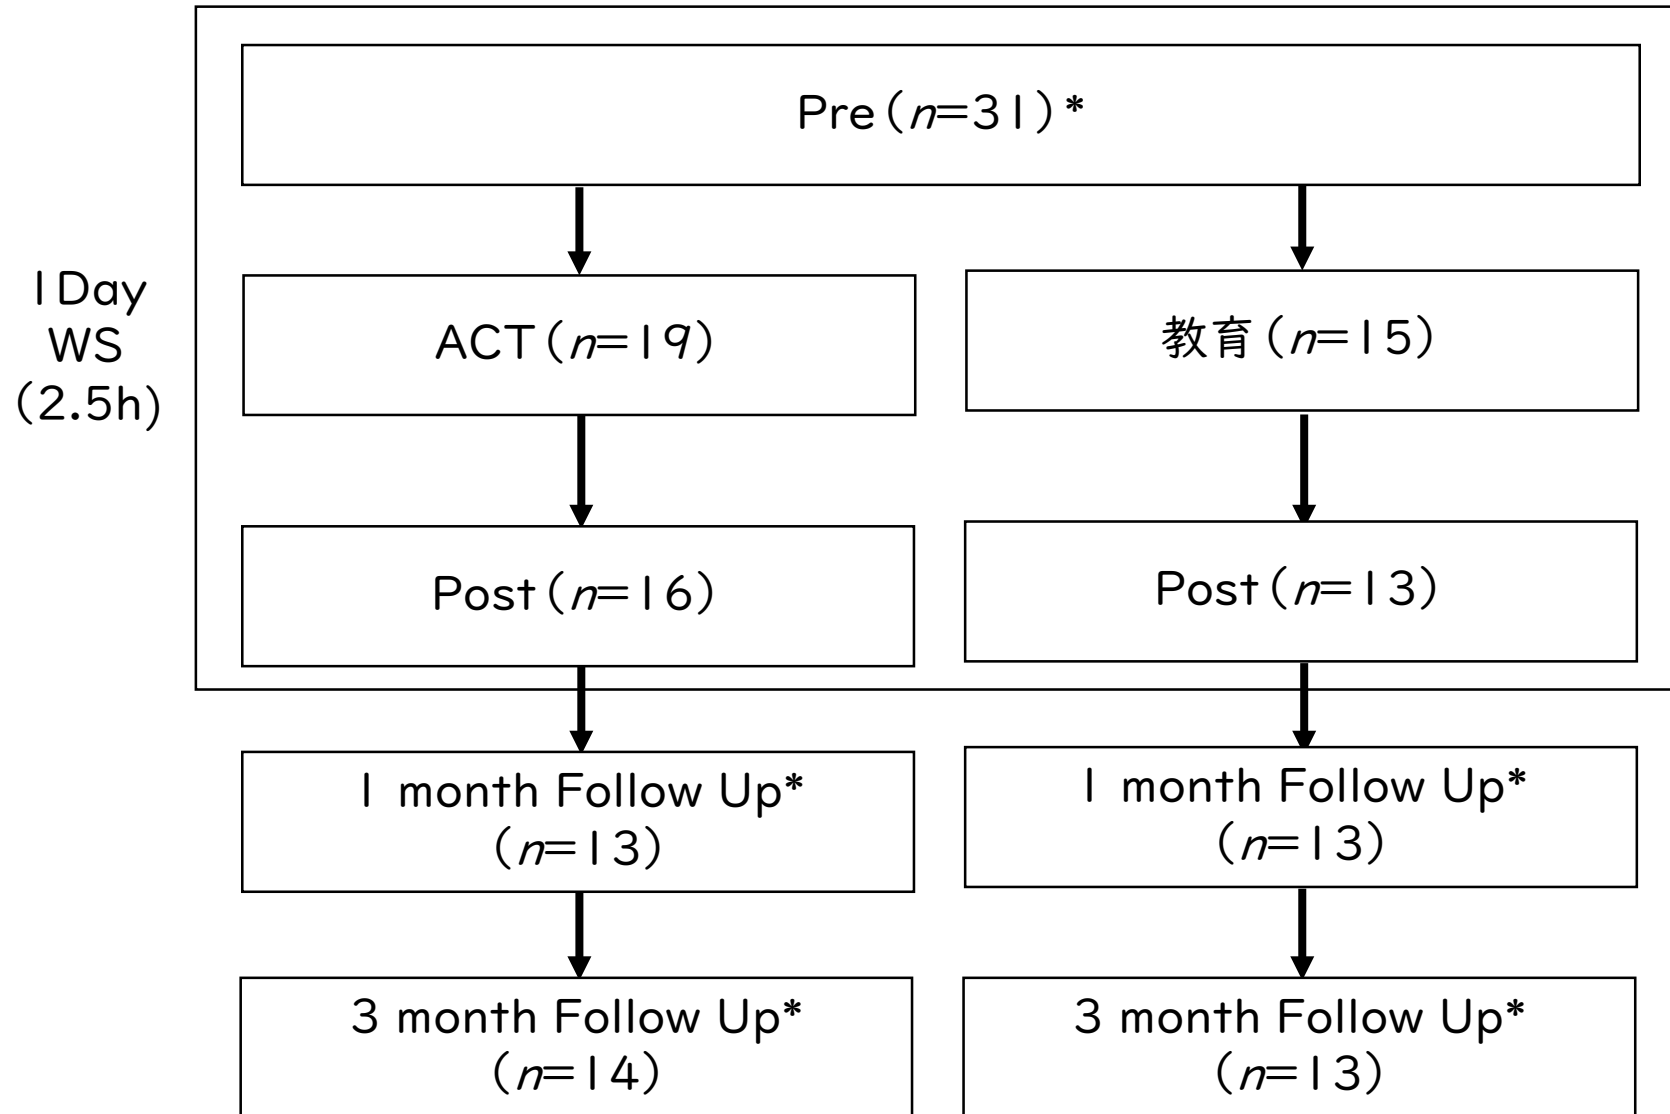 Pre(n=31)*
1Day
WS
(2.5h)
ACT(n=19)
教育(n=15)
Post(n=16)
Post(n=13)
1 month Follow Up*
(n=13)
1 month Follow Up*
(n=13)
3 month Follow Up*
(n=14)
3 month Follow Up*
(n=13)